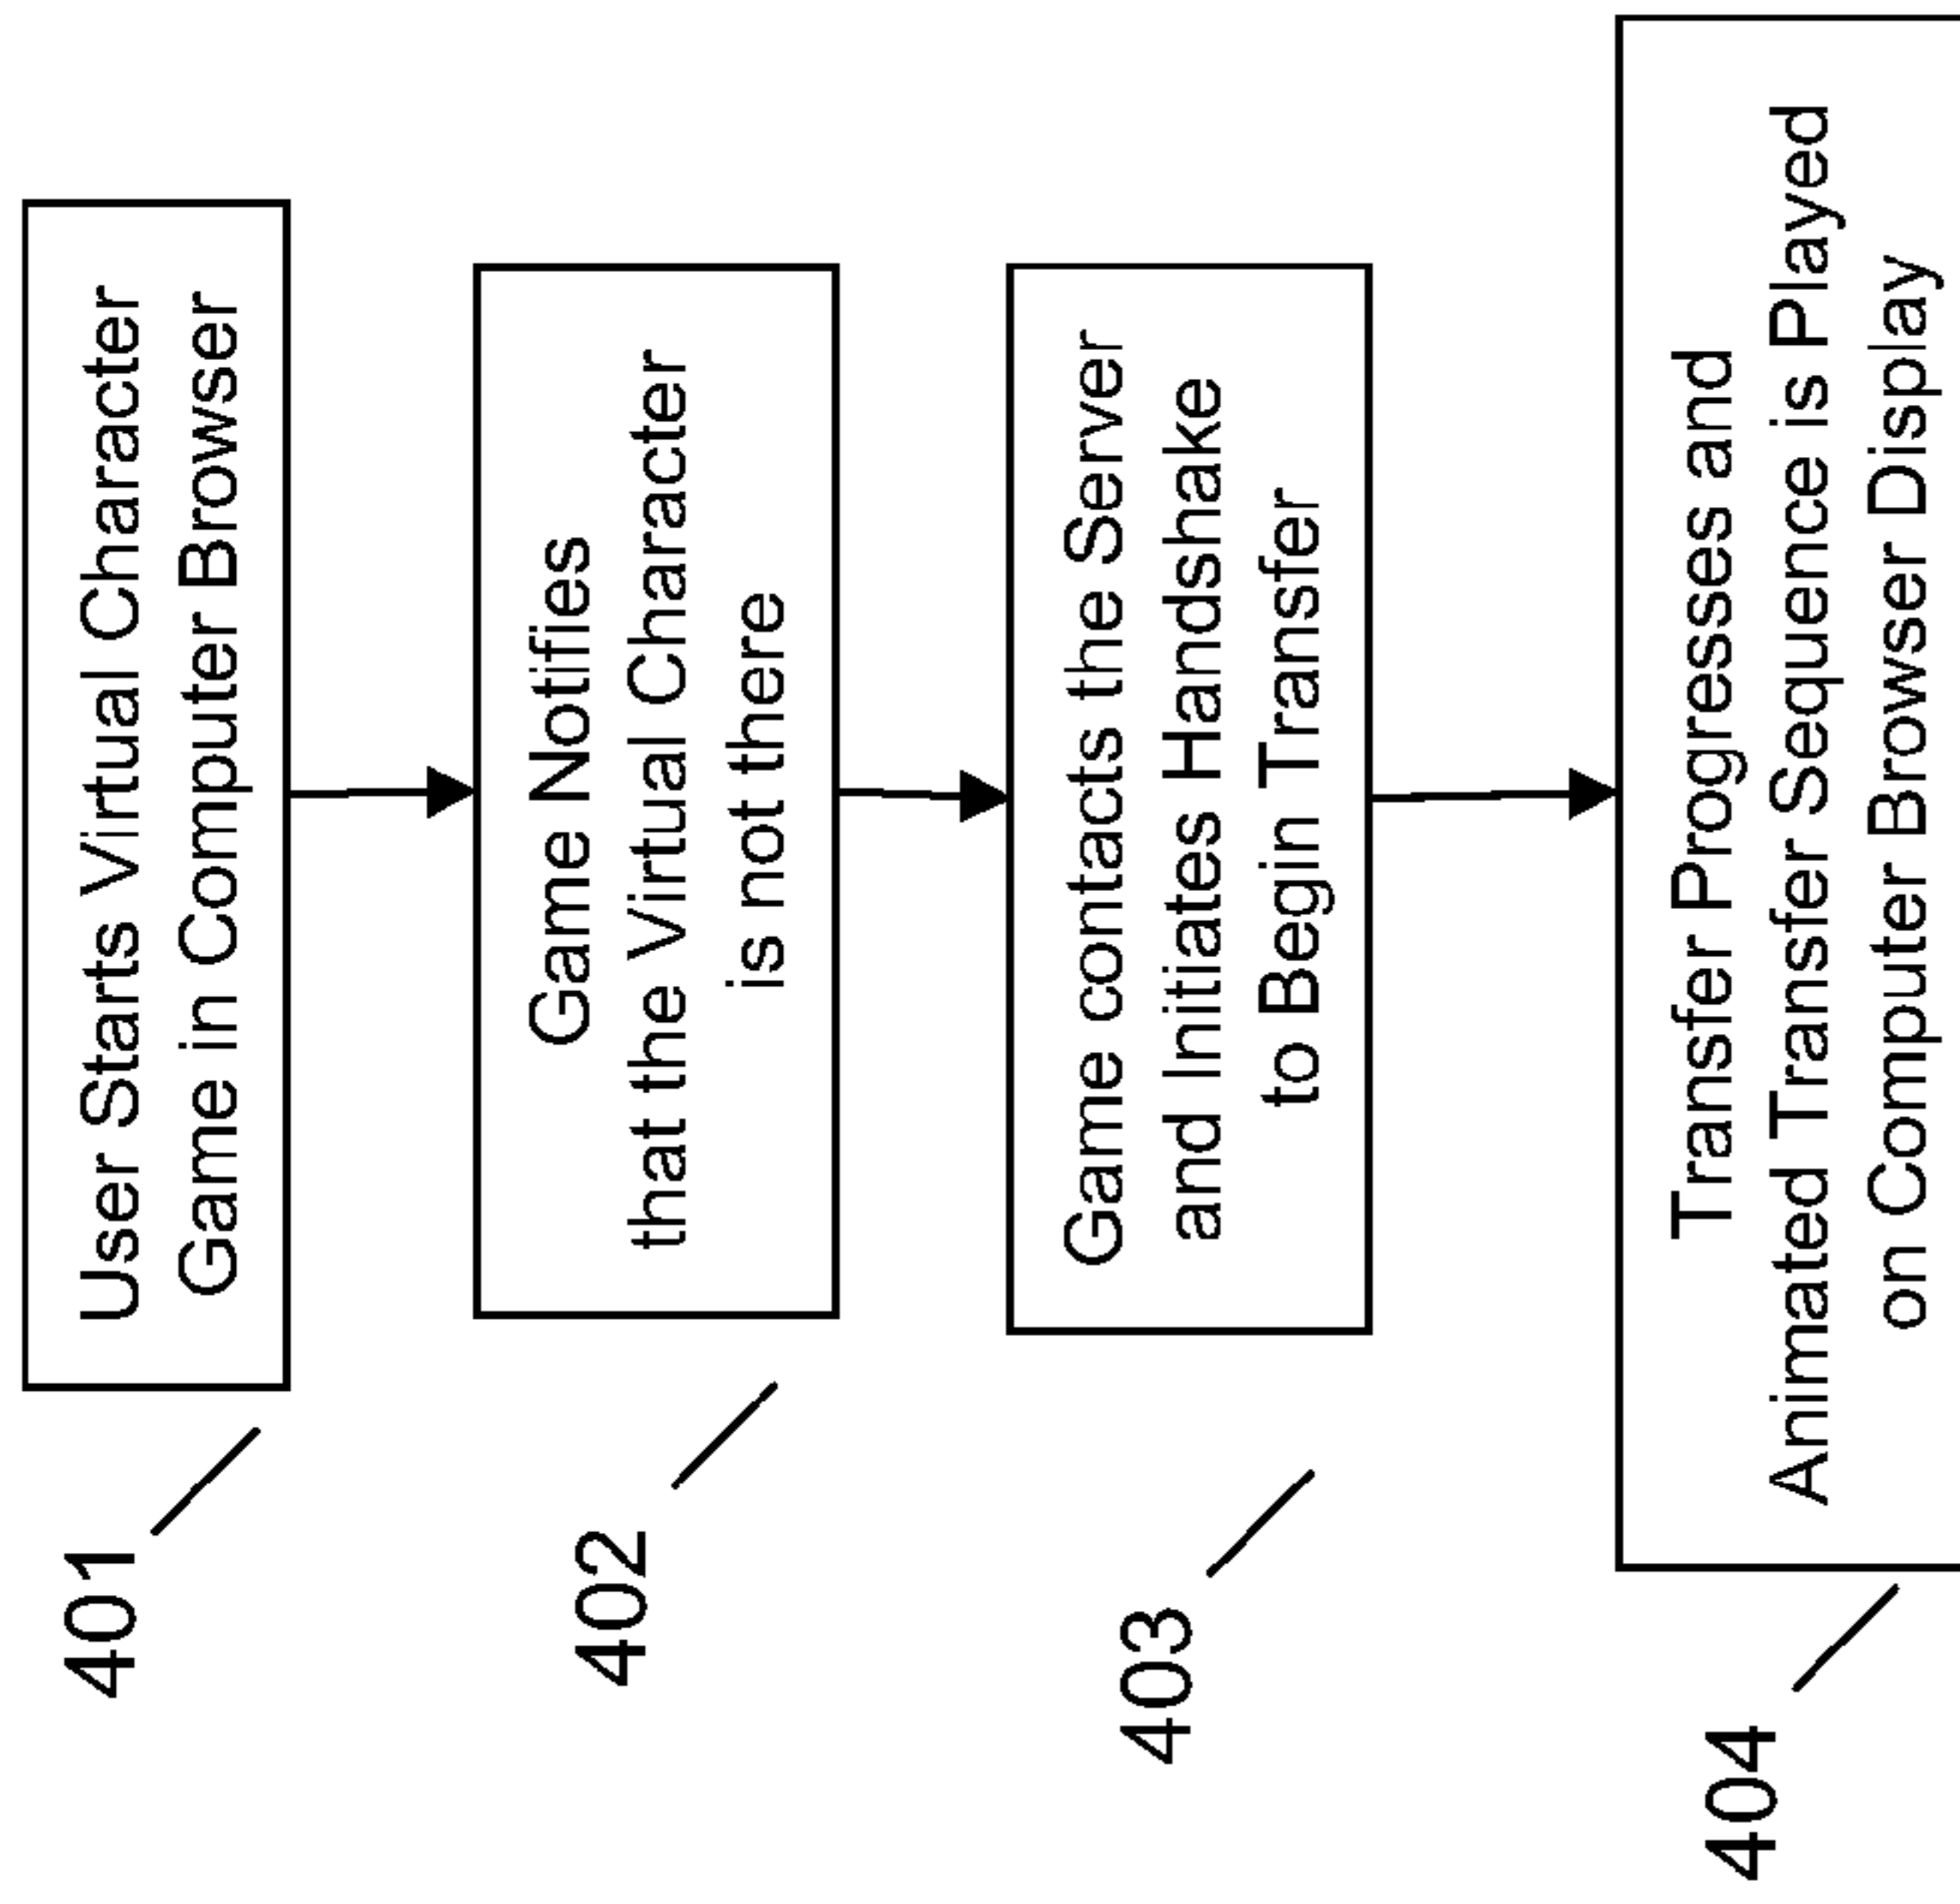 401
User Starts Virtual Character
Game in Computer Browser
402
Game Notifies
that the Virtual Character
is not there
403
Game contacts the Server
and Initiates Handshake
to Begin Transfer
404
Transfer Progresses and
Animated Transfer Sequence is Played
on Computer Browser Display